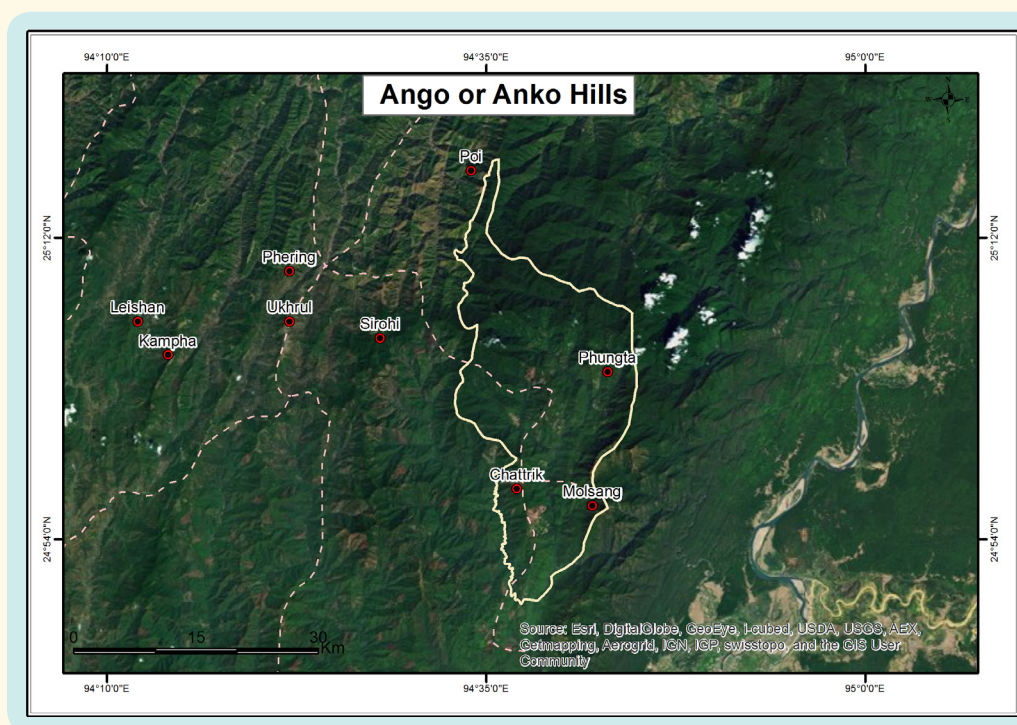 94°10'0"E 94°35'0"E 95°0'0"E
Ango or Anko Hills
N
W E
S
Poi
25°12'0"N 25°12'0"N
Phering
Leishan Ukhrul
Sirohi
Kampha
Phungta
Chattrik
Molsang
24°54'0"N 24°54'0"N
0 15 30
Km
Source: Esri, DigitalGlobe, GeoEye, i-cubed, USDA, USGS, AEX,
Getmapping, Aerogrid, IGN, IGP, swisstopo, and the GIS User
Community
94°10'0"E 94°35'0"E 95°0'0"E